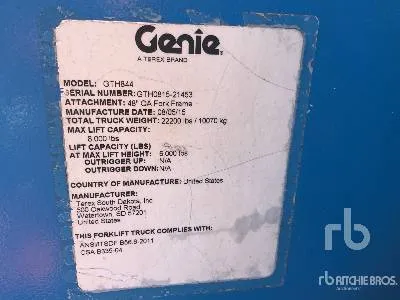 Genie
A TEREX BRAND
MODEL: GTH844
SERIAL NUMBER: GTH0815-21453
ATTACHMENT: 48" CA Fork Frame
MANUFACTURE DATE: 08/05/15
TOTAL TRUCK WEIGHT: 22200 lbs / 10070 kg
MAX LIFT CAPACITY:
8,000 lbs
LIFT CAPACITY (LBS)
AT MAX LIFT HEIGHT: 6,000 lbs
OUTRIGGER UP: N/A
OUTRIGGER DOWN: N/A
COUNTRY OF MANUFACTURE: United States
MANUFACTURER:
Terex South Dakota, Inc
500 Oakwood Road
Watertown, SD 57201
United States
THIS FORKLIFT TRUCK COMPLIES WITH:
ANSI/ITSDF B56.6-2011
CSA B335-04
rb
RITCHIE BROS.